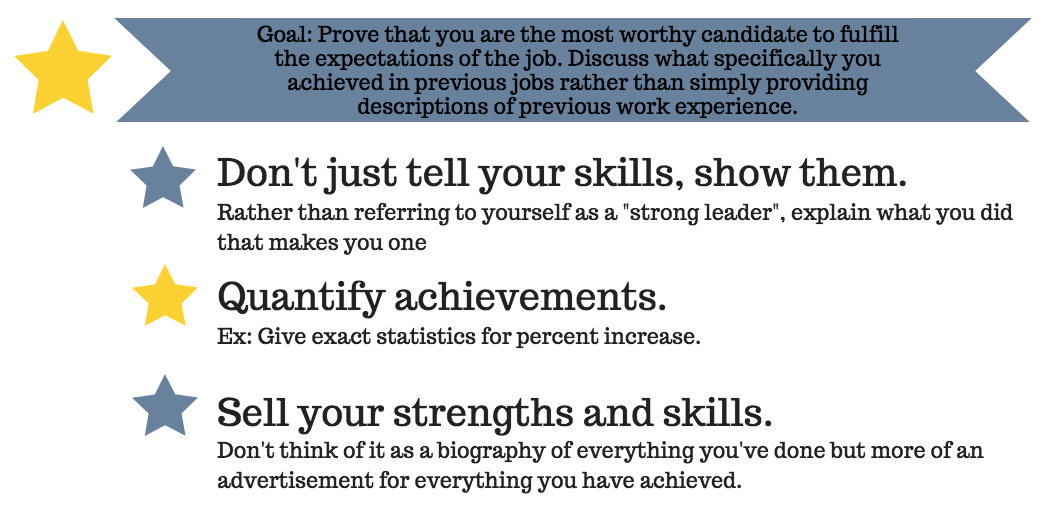 Goal: Prove that you are the most worthy candidate to fulfill
the expectations of the job. Discuss what specifically you
achieved in previous jobs rather than simply providing
descriptions of previous work experience.
Don't just tell your skills, show them.
Rather than referring to yourself as a "strong leader", explain what you did
that makes you one
Quantify achievements.
Ex: Give exact statistics for percent increase.
Sell your strengths and skills.
Don't think of it as a biography of everything you've done but more of an
advertisement for everything you have achieved.